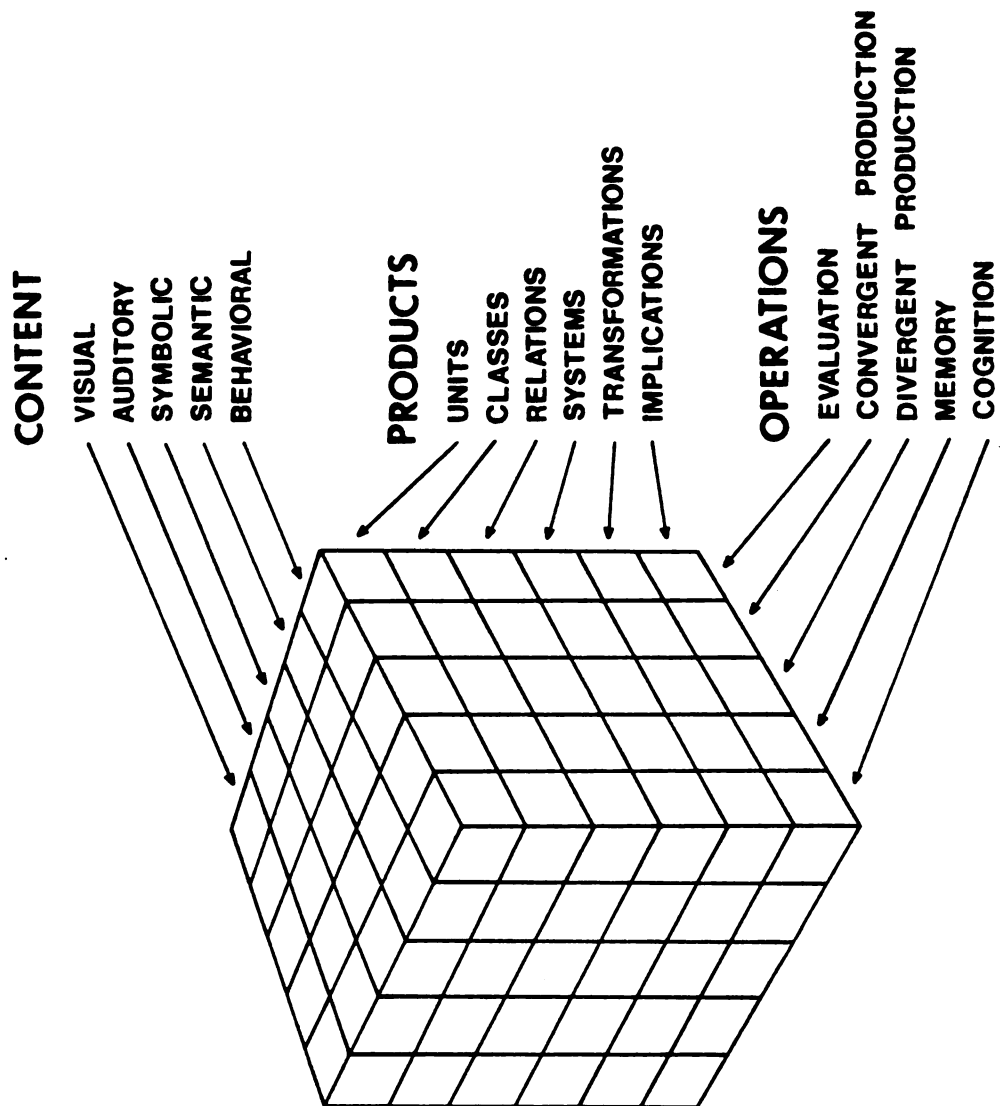 CONTENT
VISUAL
AUDITORY
SYMBOLIC
SEMANTIC
BEHAVIORAL
PRODUCTS
UNITS
CLASSES
RELATIONS
SYSTEMS
TRANSFORMATIONS
IMPLICATIONS
OPERATIONS
EVALUATION
CONVERGENT PRODUCTION
DIVERGENT PRODUCTION
MEMORY
COGNITION